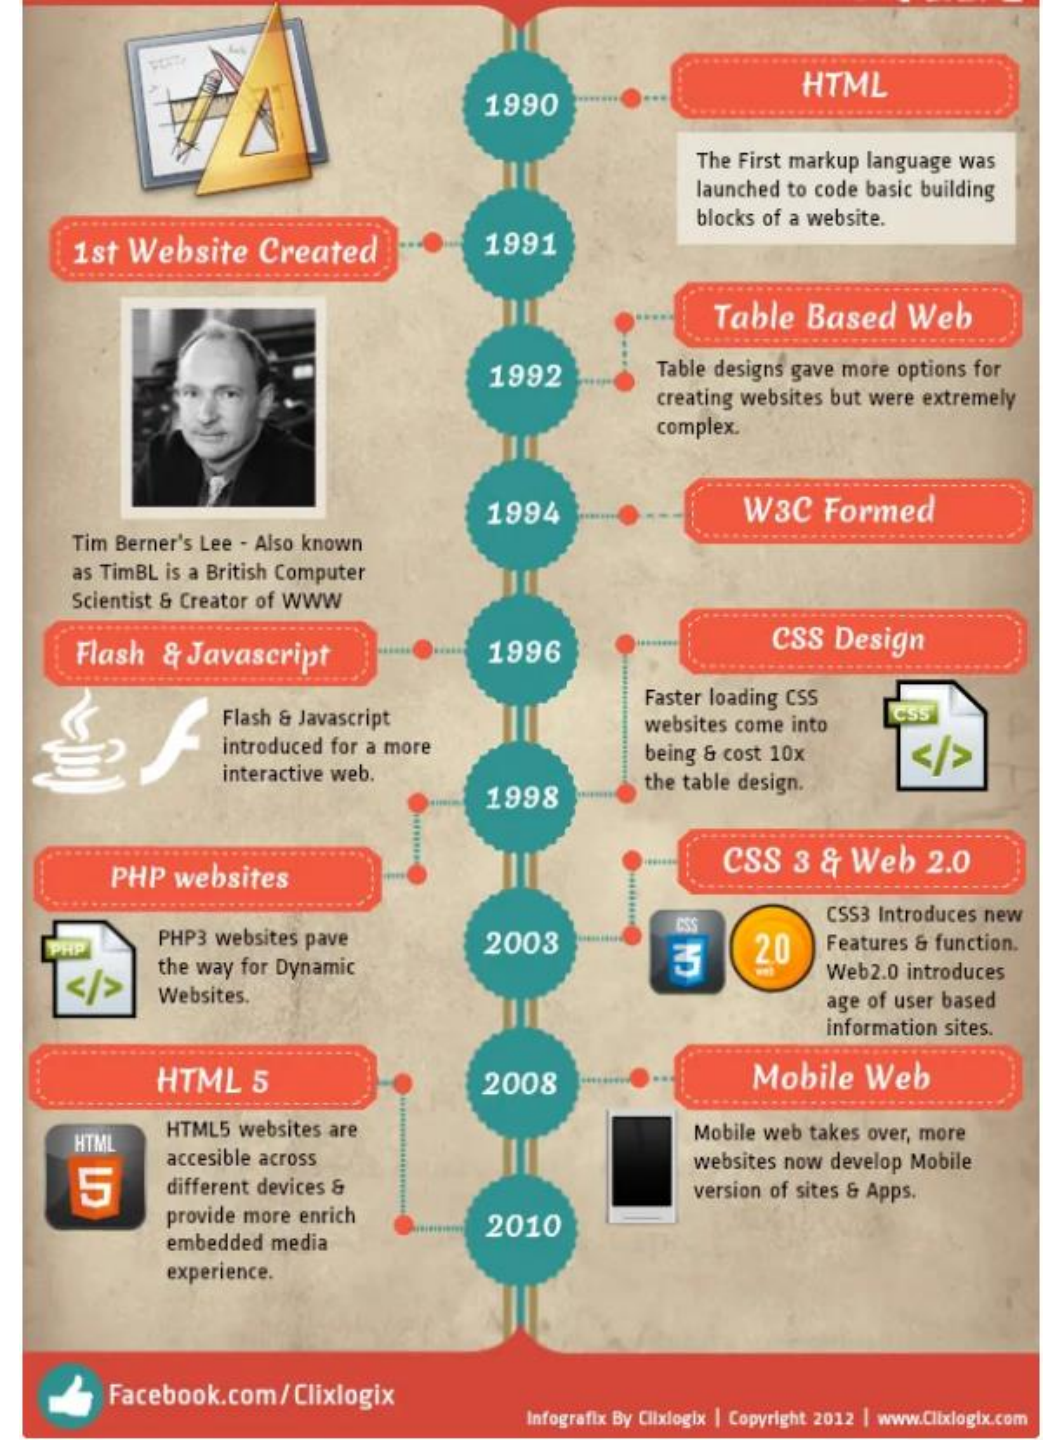 1990
HTML
The First markup language was
launched to code basic building
blocks of a website.
1991
1st Website Created
Tim Berner's Lee - Also known
as TimBL is a British Computer
Scientist & Creator of WWW
1992
Table Based Web
Table designs gave more options for
creating websites but were extremely
complex.
1994
W3C Formed
1996
Flash & Javascript
Flash & Javascript
introduced for a more
interactive web.
1998
CSS Design
Faster loading CSS
websites come into
being & cost 10x
the table design.
CSS
</>
PHP websites
PHP
</>
PHP3 websites pave
the way for Dynamic
Websites.
2003
CSS 3 & Web 2.0
CSS
3
2.0
web
CSS3 Introduces new
Features & function.
Web2.0 introduces
age of user based
information sites.
2008
Mobile Web
Mobile web takes over, more
websites now develop Mobile
version of sites & Apps.
2010
HTML 5
HTML
5
HTML5 websites are
accesible across
different devices &
provide more enrich
embedded media
experience.
Facebook.com/Clixlogix
Infografix By Clixlogix | Copyright 2012 | www.Clixlogix.com